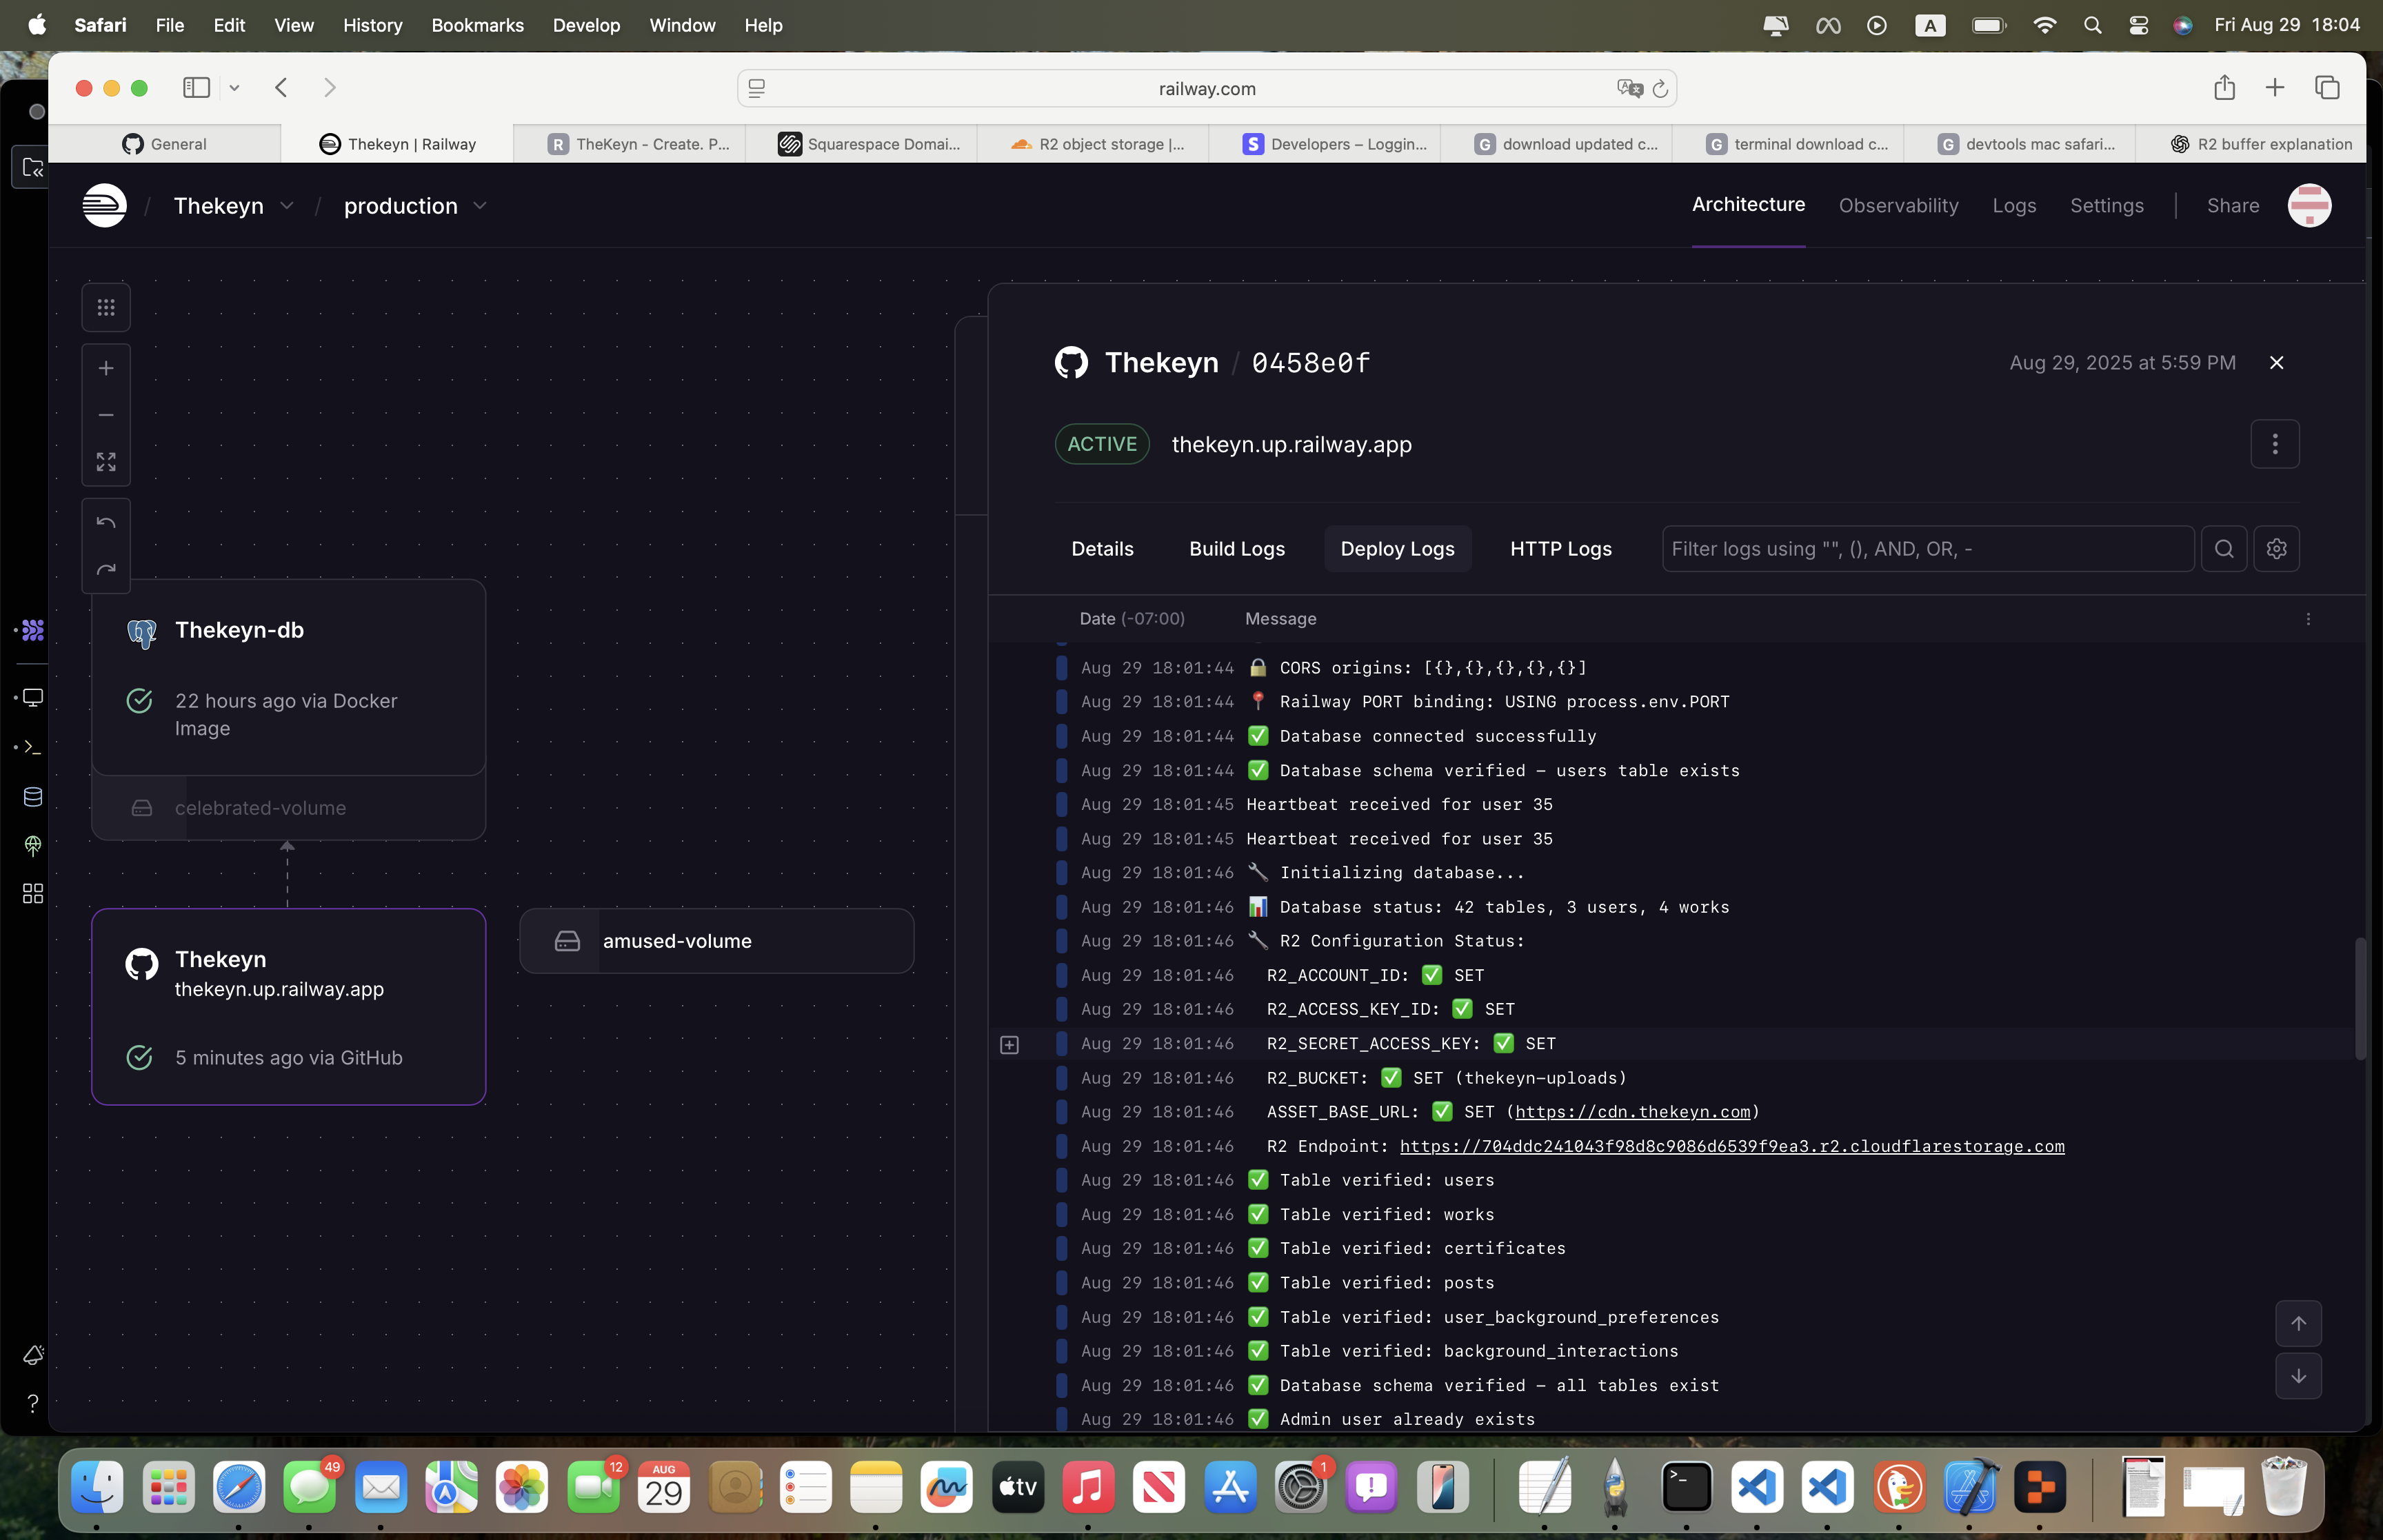 Safari File Edit View History Bookmarks Develop Window Help
A
Fri Aug 29 18:04
railway.com
General
Thekeyn | Railway
TheKeyn - Create. P...
Squarespace Domai...
R2 object storage |...
Developers – Loggin...
download updated c...
terminal download c...
devtools mac safari...
R2 buffer explanation
/ Thekeyn / production
Architecture Observability Logs Settings | Share
Thekeyn / 0458e0f
Aug 29, 2025 at 5:59 PM
ACTIVE thekeyn.up.railway.app
Details Build Logs Deploy Logs HTTP Logs
Filter logs using "", (), AND, OR, -
Date (-07:00) Message
Aug 29 18:01:44 🔒 CORS origins: [{},{},{},{},{}]
Aug 29 18:01:44 📍 Railway PORT binding: USING process.env.PORT
Aug 29 18:01:44 ✅ Database connected successfully
Aug 29 18:01:44 ✅ Database schema verified – users table exists
Aug 29 18:01:45 Heartbeat received for user 35
Aug 29 18:01:45 Heartbeat received for user 35
Aug 29 18:01:46 🔧 Initializing database...
Aug 29 18:01:46 📊 Database status: 42 tables, 3 users, 4 works
Aug 29 18:01:46 🔧 R2 Configuration Status:
Aug 29 18:01:46 R2_ACCOUNT_ID: ✅ SET
Aug 29 18:01:46 R2_ACCESS_KEY_ID: ✅ SET
Aug 29 18:01:46 R2_SECRET_ACCESS_KEY: ✅ SET
Aug 29 18:01:46 R2_BUCKET: ✅ SET (thekeyn-uploads)
Aug 29 18:01:46 ASSET_BASE_URL: ✅ SET (https://cdn.thekeyn.com)
Aug 29 18:01:46 R2 Endpoint: https://704ddc241043f98d8c9086d6539f9ea3.r2.cloudflarestorage.com
Aug 29 18:01:46 ✅ Table verified: users
Aug 29 18:01:46 ✅ Table verified: works
Aug 29 18:01:46 ✅ Table verified: certificates
Aug 29 18:01:46 ✅ Table verified: posts
Aug 29 18:01:46 ✅ Table verified: user_background_preferences
Aug 29 18:01:46 ✅ Table verified: background_interactions
Aug 29 18:01:46 ✅ Database schema verified – all tables exist
Aug 29 18:01:46 ✅ Admin user already exists
Thekeyn-db
22 hours ago via Docker
Image
celebrated-volume
Thekeyn
thekeyn.up.railway.app
5 minutes ago via GitHub
amused-volume
49
12
AUG
29
tv
1